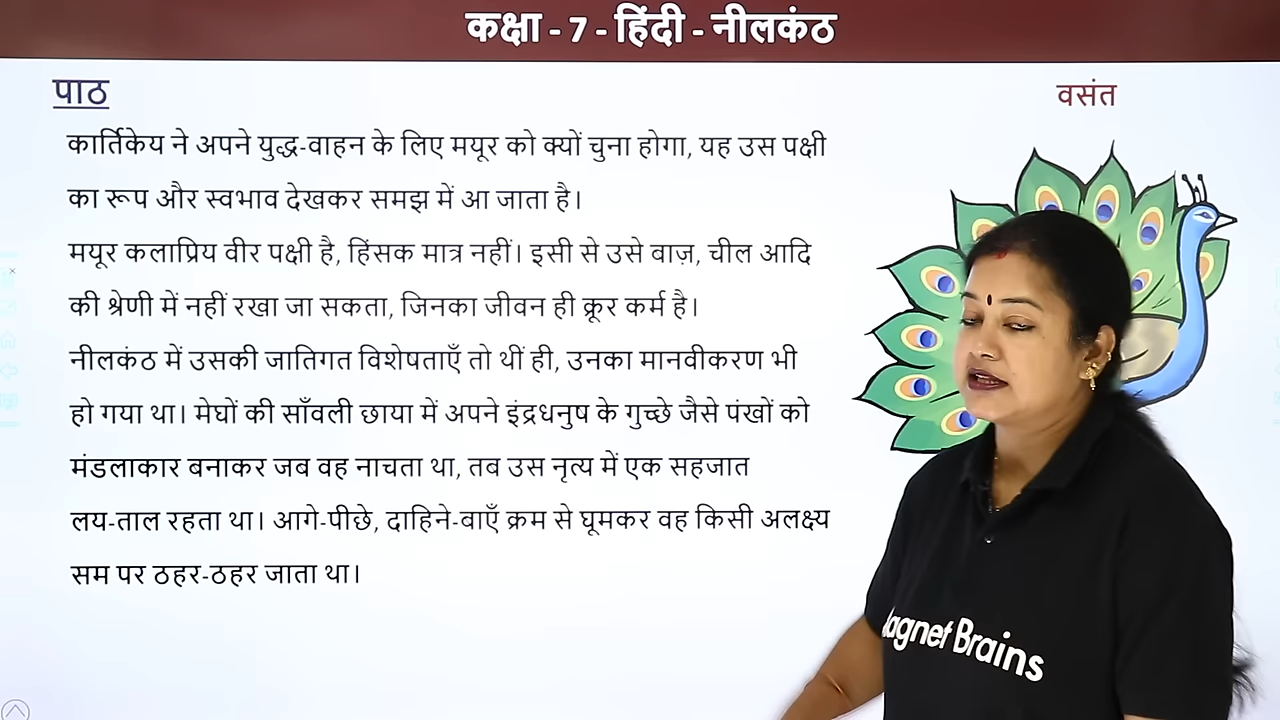 कक्षा - 7 - हिंदी - नीलकंठ
पाठ
वसंत
कार्तिकेय ने अपने युद्ध-वाहन के लिए मयूर को क्यों चुना होगा, यह उस पक्षी
का रूप और स्वभाव देखकर समझ में आ जाता है।
मयूर कलाप्रिय वीर पक्षी है, हिंसक मात्र नहीं। इसी से उसे बाज़, चील आदि
की श्रेणी में नहीं रखा जा सकता, जिनका जीवन ही क्रूर कर्म है।
नीलकंठ में उसकी जातिगत विशेषताएँ तो थीं ही, उनका मानवीकरण भी
हो गया था। मेघों की साँवली छाया में अपने इंद्रधनुष के गुच्छे जैसे पंखों को
मंडलाकार बनाकर जब वह नाचता था, तब उस नृत्य में एक सहजात
लय-ताल रहता था। आगे-पीछे, दाहिने-बाएँ क्रम से घूमकर वह किसी अलक्ष्य
सम पर ठहर-ठहर जाता था।
agnet Brains